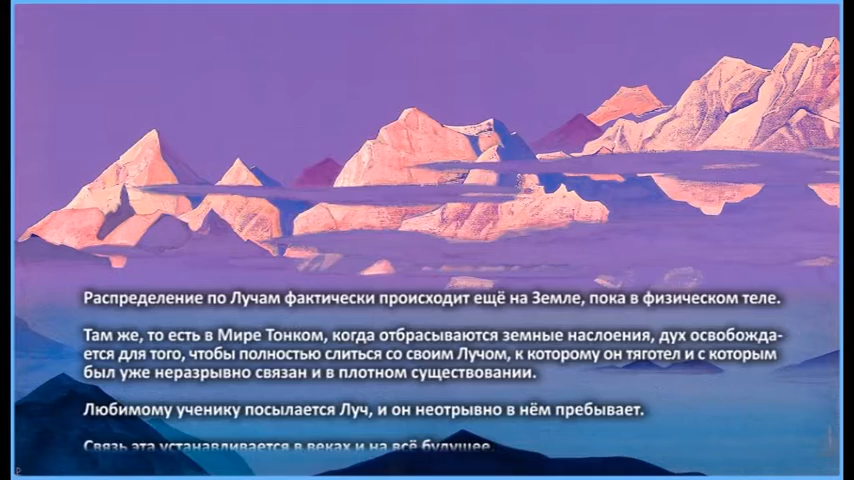 Распределение по Лучам фактически происходит ещё на Земле, пока в физическом теле.
Там же, то есть в Мире Тонком, когда отбрасываются земные наслоения, дух освобожда-
ется для того, чтобы полностью слиться со своим Лучом, к которому он тяготел и с которым
был уже неразрывно связан и в плотном существовании.
Любимому ученику посылается Луч, и он неотрывно в нём пребывает.
Связь эта устанавливается в веках и на всё будущее.